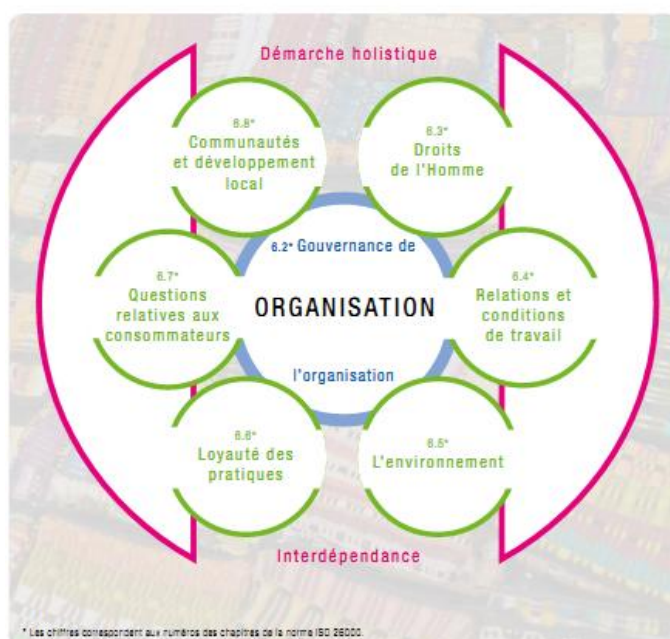 Démarche holistique
6.8*
Communautés
et développement
local
6.3*
Droits
de l'Homme
6.2* Gouvernance de
6.7*
Questions
relatives aux
consommateurs
ORGANISATION
6.4*
Relations et
conditions
de travail
l'organisation
6.6*
Loyauté des
pratiques
6.5*
L'environnement
Interdépendance
* Les chiffres correspondent aux numéros des chapitres de la norme ISO 26000.